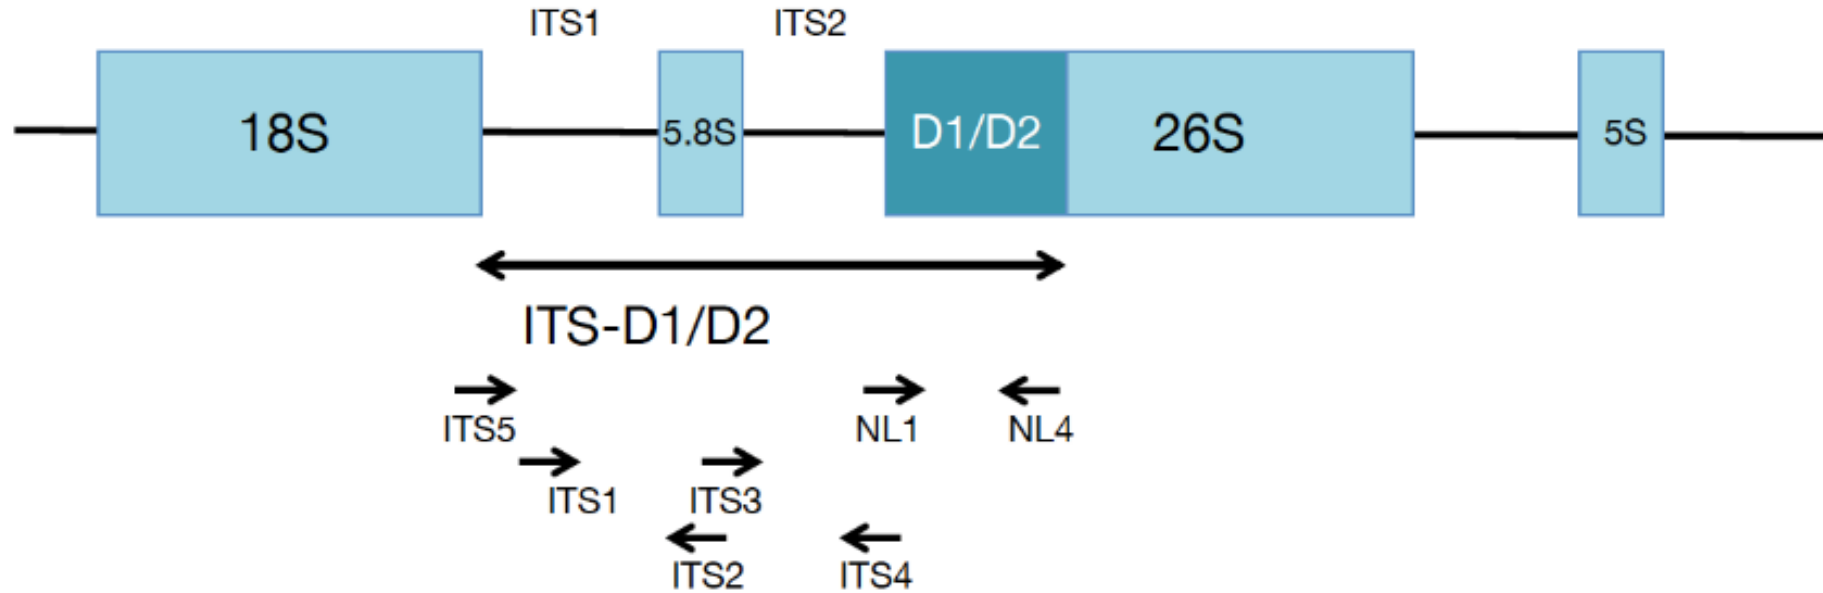 ITS1 ITS2
18S 5.8S D1/D2 26S 5S
ITS-D1/D2
ITS5 NL1 NL4
ITS1 ITS3
ITS2 ITS4